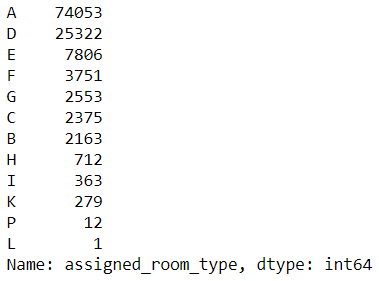 A    74053
D    25322
E     7806
F     3751
G     2553
C     2375
B     2163
H      712
I      363
K      279
P       12
L        1
Name: assigned_room_type, dtype: int64